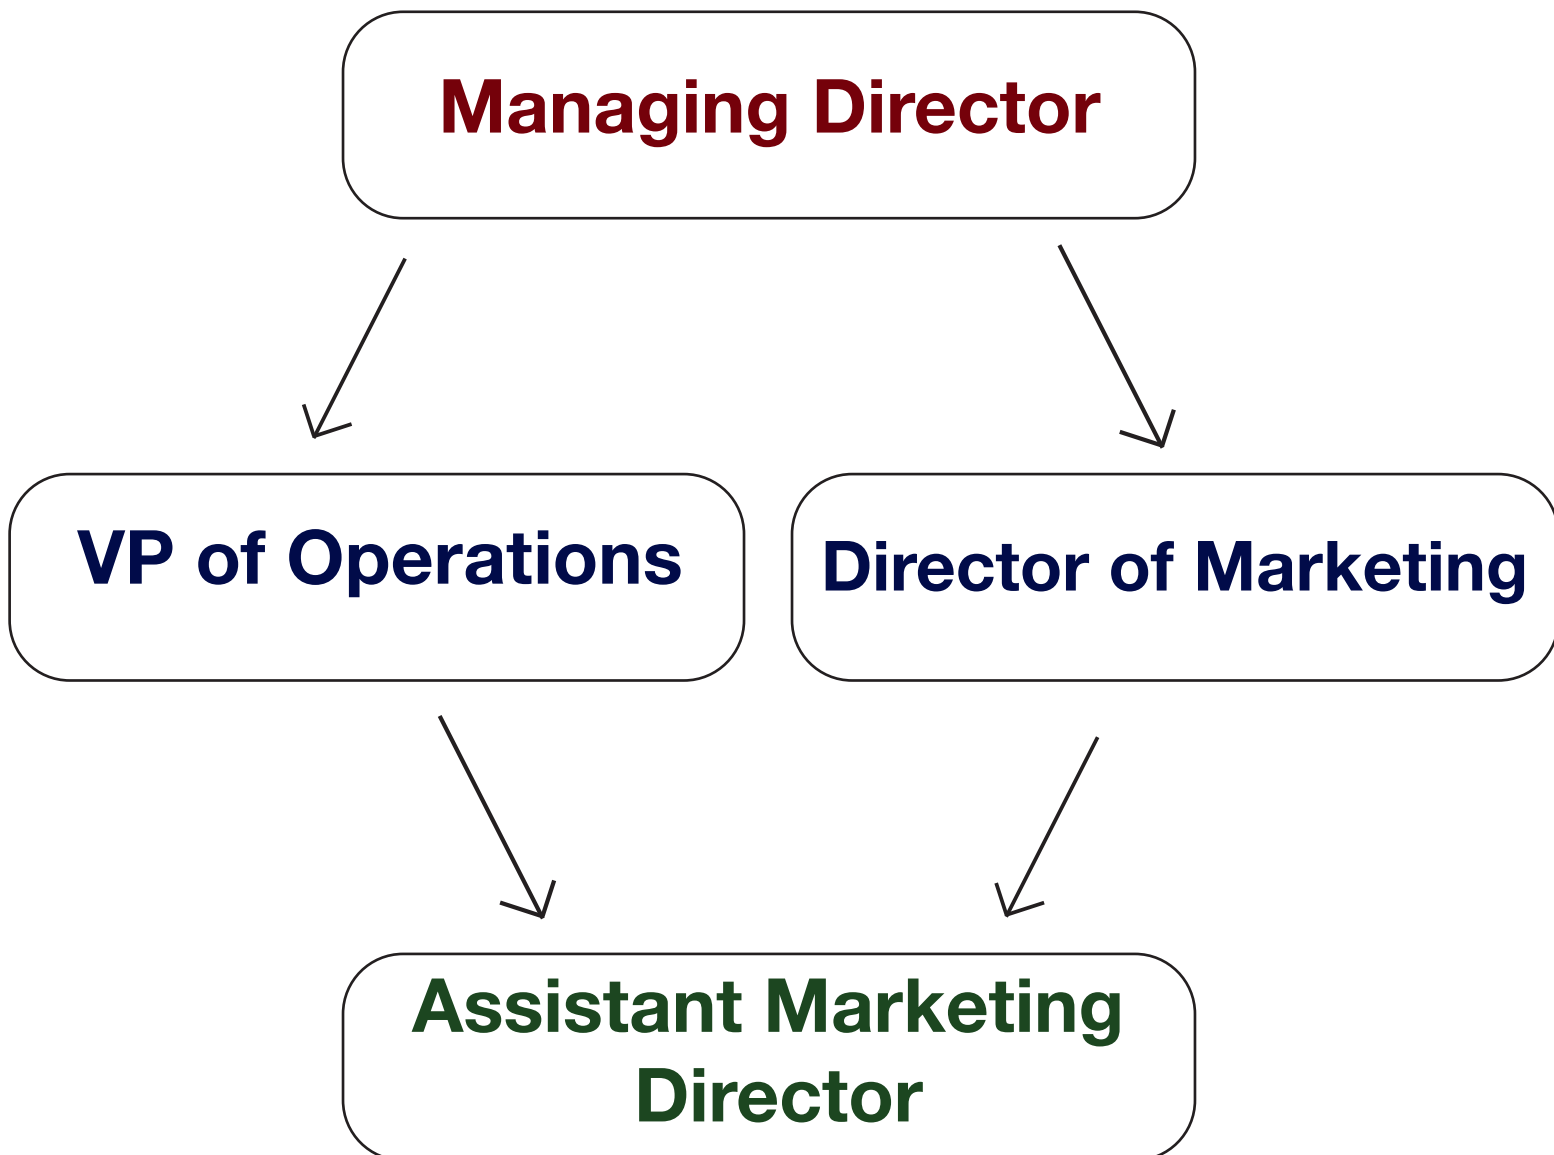 Managing Director
VP of Operations
Director of Marketing
Assistant Marketing
Director